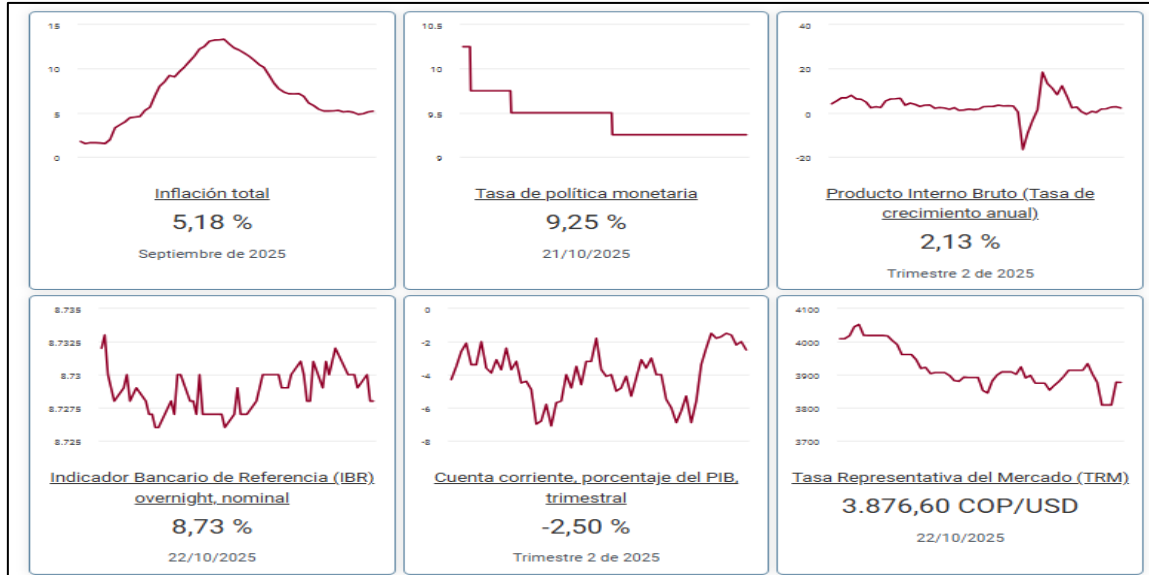 15
10
5
0
Inflación total
5,18 %
Septiembre de 2025
10.5
10
9.5
9
Tasa de política monetaria
9,25 %
21/10/2025
40
20
0
-20
Producto Interno Bruto (Tasa de
crecimiento anual)
2,13 %
Trimestre 2 de 2025
8.735
8.7325
8.73
8.7275
8.725
Indicador Bancario de Referencia (IBR)
overnight, nominal
8,73 %
22/10/2025
0
-2
-4
-6
-8
Cuenta corriente, porcentaje del PIB,
trimestral
-2,50 %
Trimestre 2 de 2025
4100
4000
3900
3800
3700
Tasa Representativa del Mercado (TRM)
3.876,60 COP/USD
22/10/2025